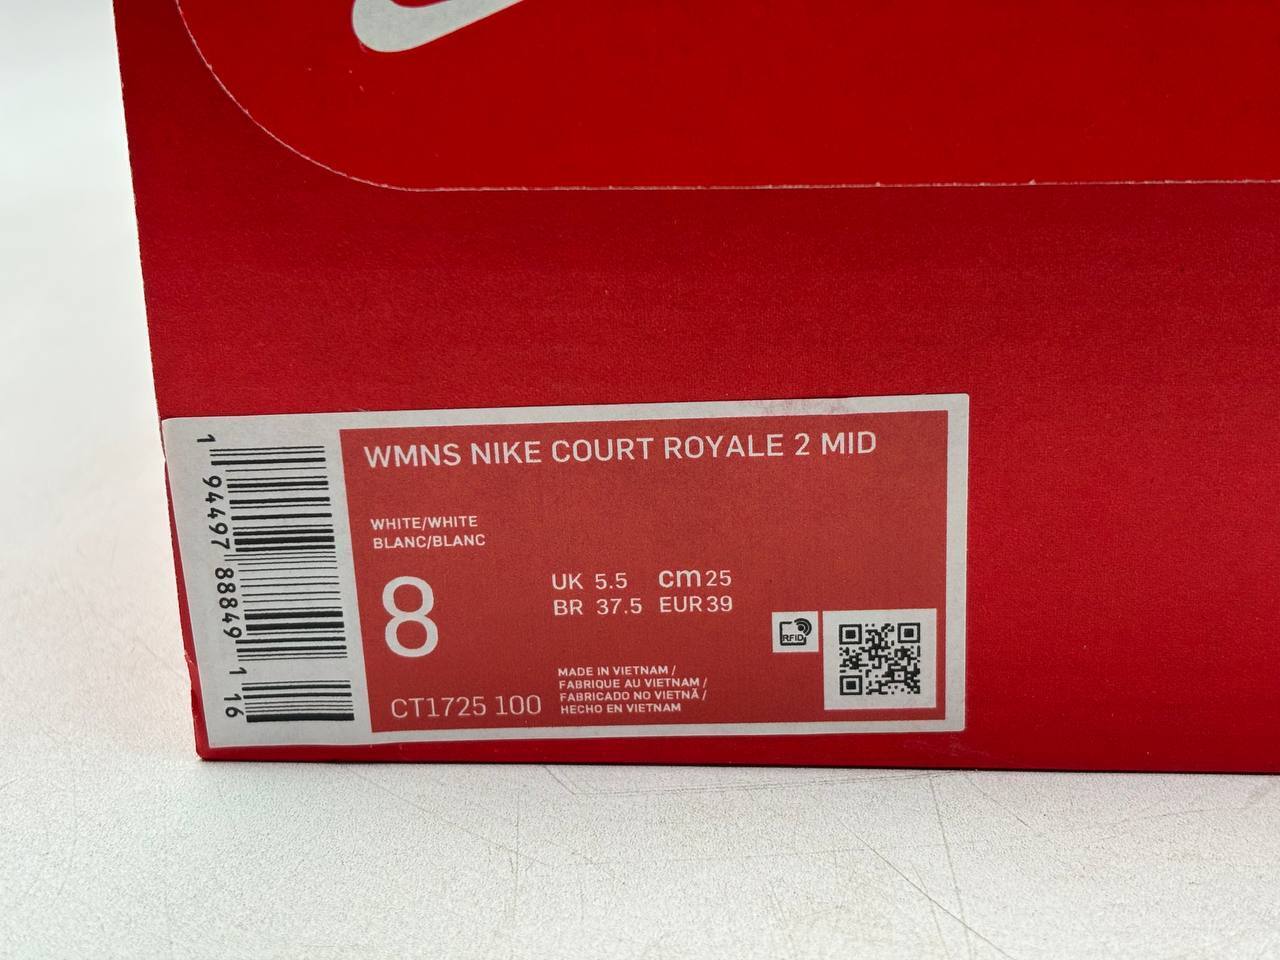 WMNS NIKE COURT ROYALE 2 MID
WHITE/WHITE
BLANC/BLANC
8
UK 5.5 cm 25
BR 37.5 EUR 39
RFID
MADE IN VIETNAM /
FABRIQUE AU VIETNAM /
FABRICADO NO VIETNÃ /
HECHO EN VIETNAM
CT1725 100
1 94497 88849 1 16